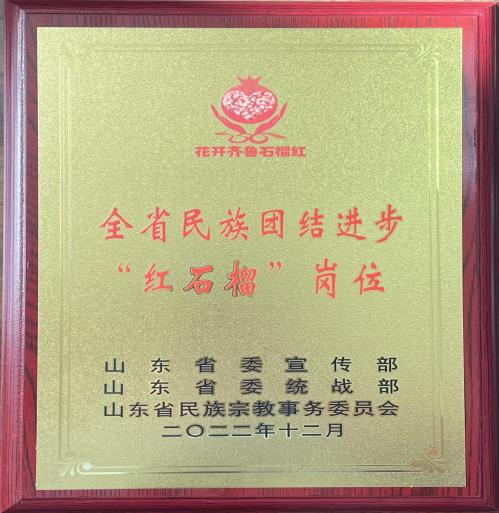 花开齐鲁石榴红
全省民族团结进步
“红石榴”岗位
山东省委宣传部
山东省委统战部
山东省民族宗教事务委员会
二〇二二年十二月